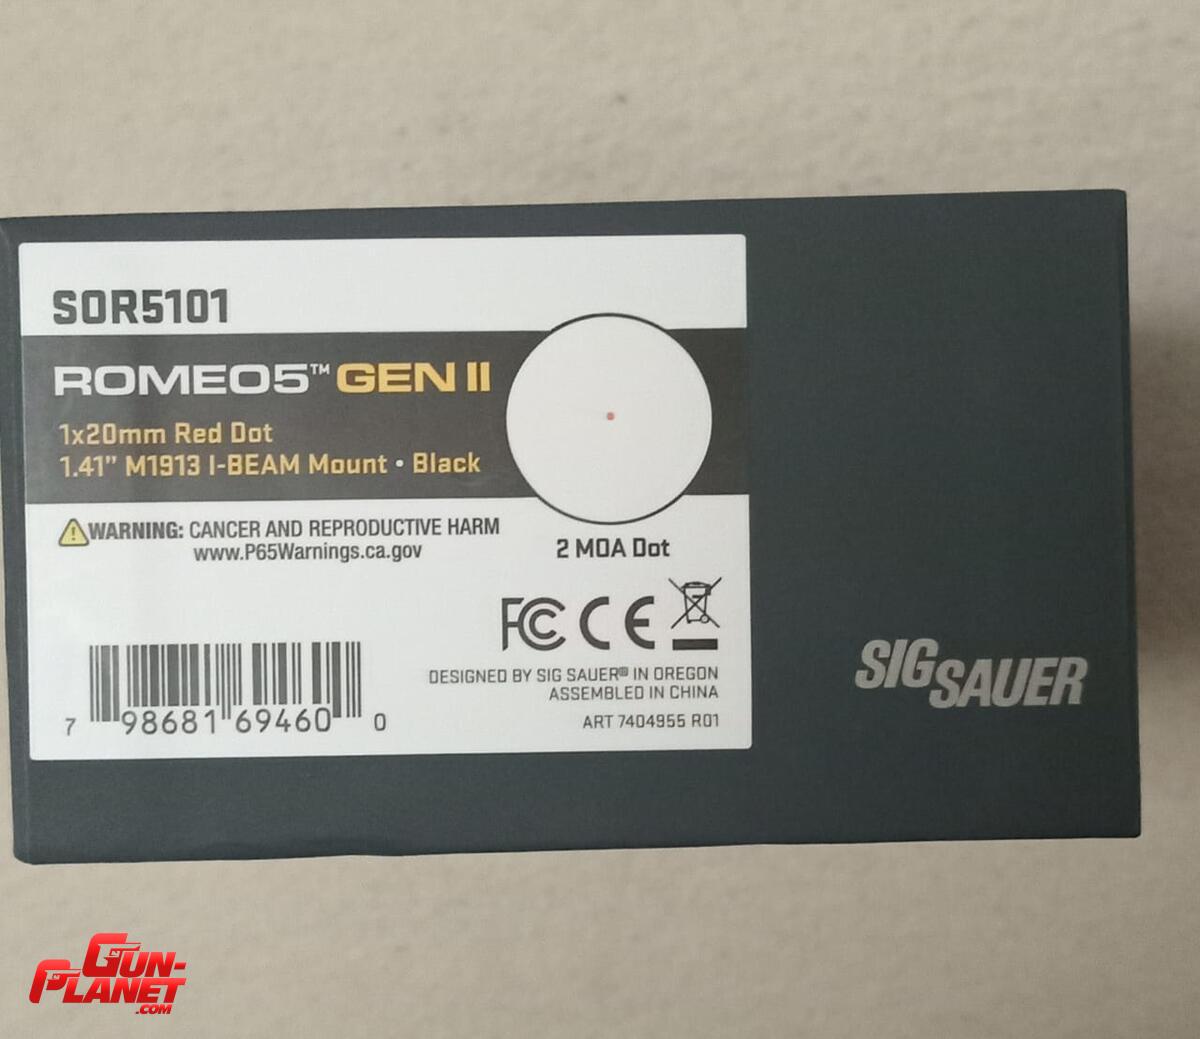 SOR5101
ROMEO5™ GEN II
1x20mm Red Dot
1.41” M1913 I-BEAM Mount • Black
WARNING: CANCER AND REPRODUCTIVE HARM
www.P65Warnings.ca.gov
2 MOA Dot
FC CE
DESIGNED BY SIG SAUER® IN OREGON
ASSEMBLED IN CHINA
ART 7404955 R01
7 98681 69460 0
SIG SAUER
GUN-PLANET.COM